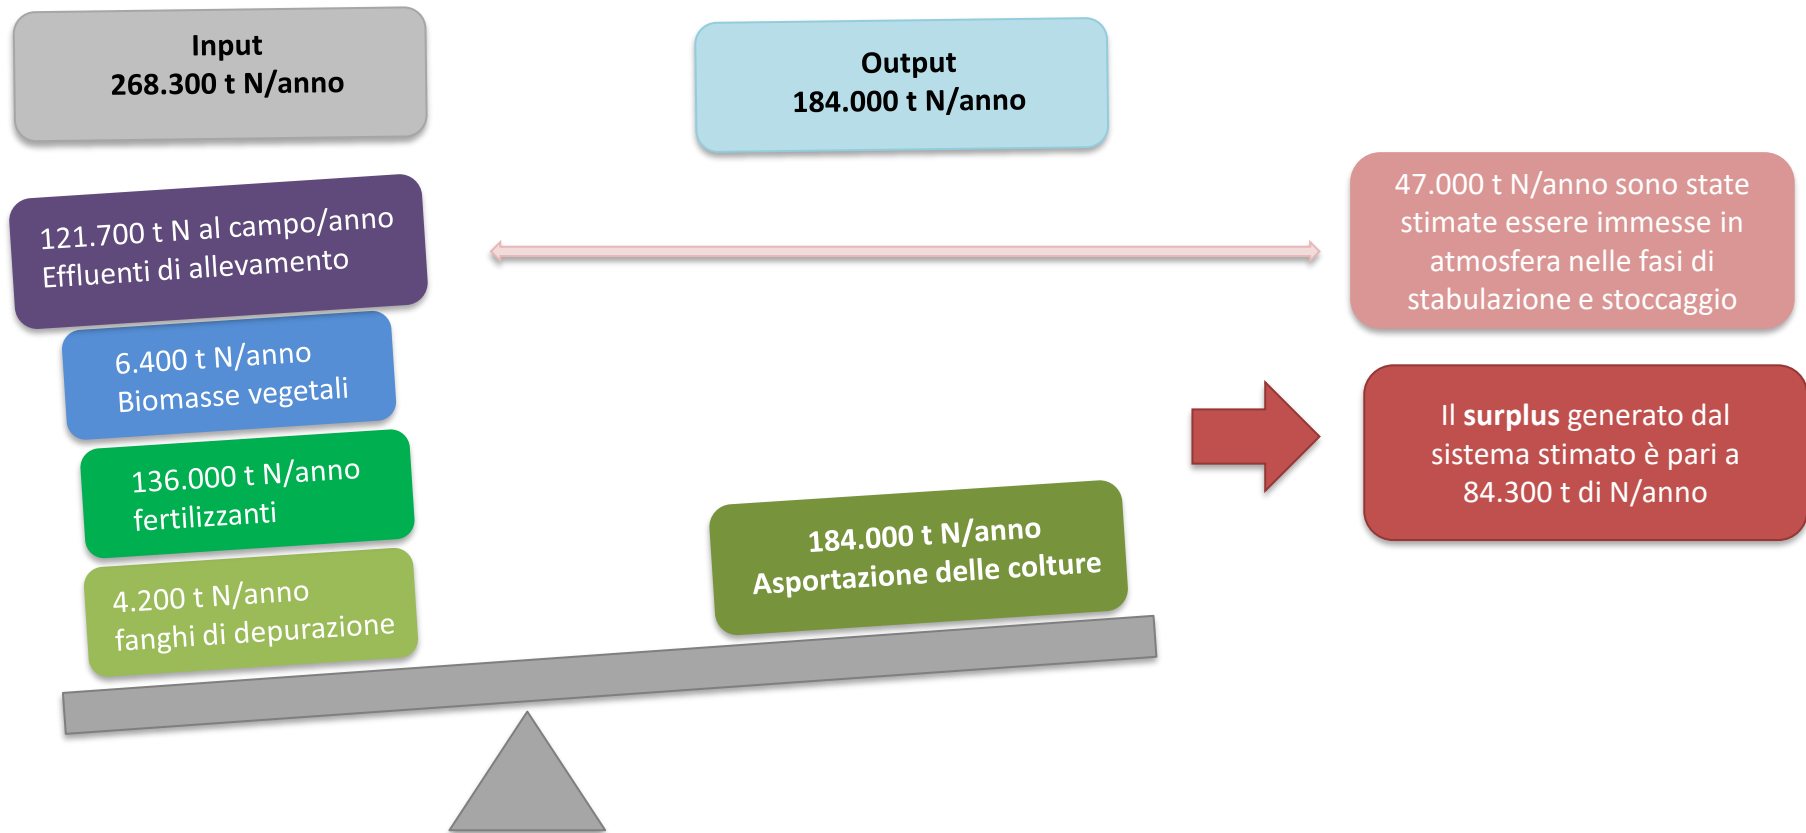 Input
268.300 t N/anno
Output
184.000 t N/anno
121.700 t N al campo/anno
Effluenti di allevamento
6.400 t N/anno
Biomasse vegetali
136.000 t N/anno
fertilizzanti
4.200 t N/anno
fanghi di depurazione
184.000 t N/anno
Asportazione delle colture
47.000 t N/anno sono state
stimate essere immesse in
atmosfera nelle fasi di
stabulazione e stoccaggio
Il surplus generato dal
sistema stimato è pari a
84.300 t di N/anno